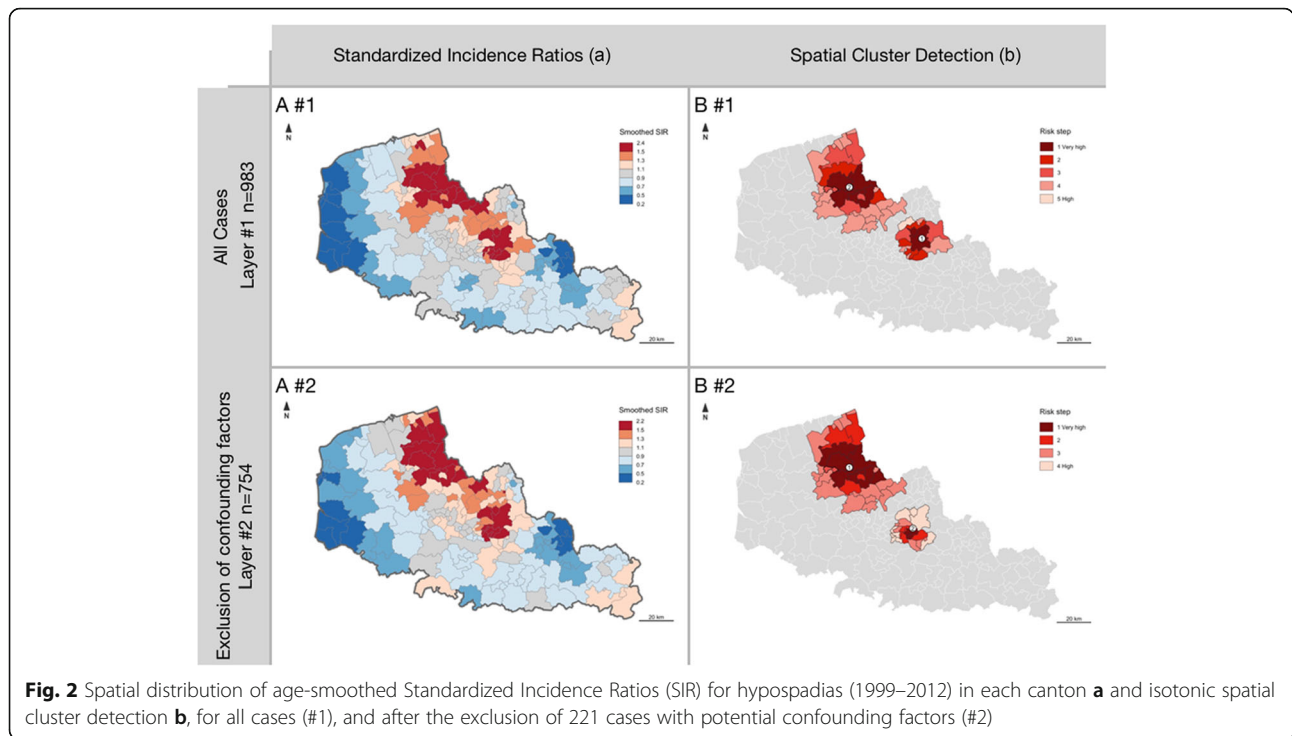 Standardized Incidence Ratios (a)
Spatial Cluster Detection (b)
All Cases
Layer #1 n=983
A #1
N
Smoothed SIR
2.4
1.5
1.3
1.1
0.9
0.7
0.5
0.2
20 km
B #1
N
Risk step
1 Very high
2
3
4
5 High
2
1
20 km
Exclusion of confounding factors
Layer #2 n=754
A #2
N
Smoothed SIR
2.2
1.5
1.3
1.1
0.9
0.7
0.5
0.2
20 km
B #2
N
Risk step
1 Very high
2
3
4 High
1
20 km
Fig. 2 Spatial distribution of age-smoothed Standardized Incidence Ratios (SIR) for hypospadias (1999–2012) in each canton a and isotonic spatial
cluster detection b, for all cases (#1), and after the exclusion of 221 cases with potential confounding factors (#2)